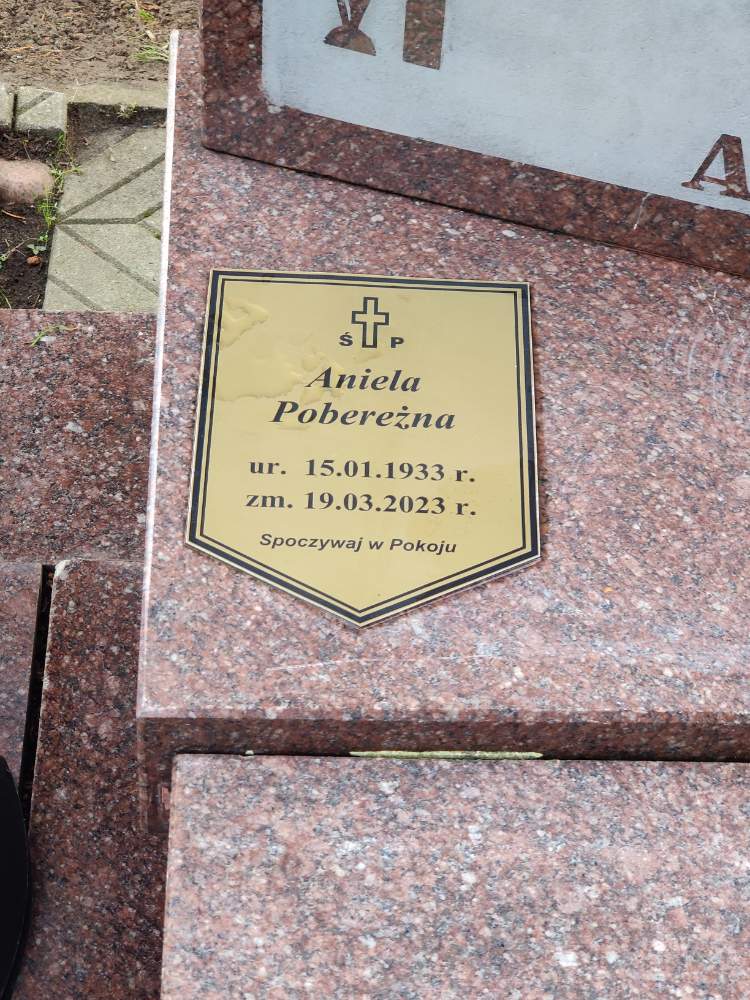 Ś P
Aniela
Pobereżna
ur. 15.01.1933 r.
zm. 19.03.2023 r.
Spoczywaj w Pokoju